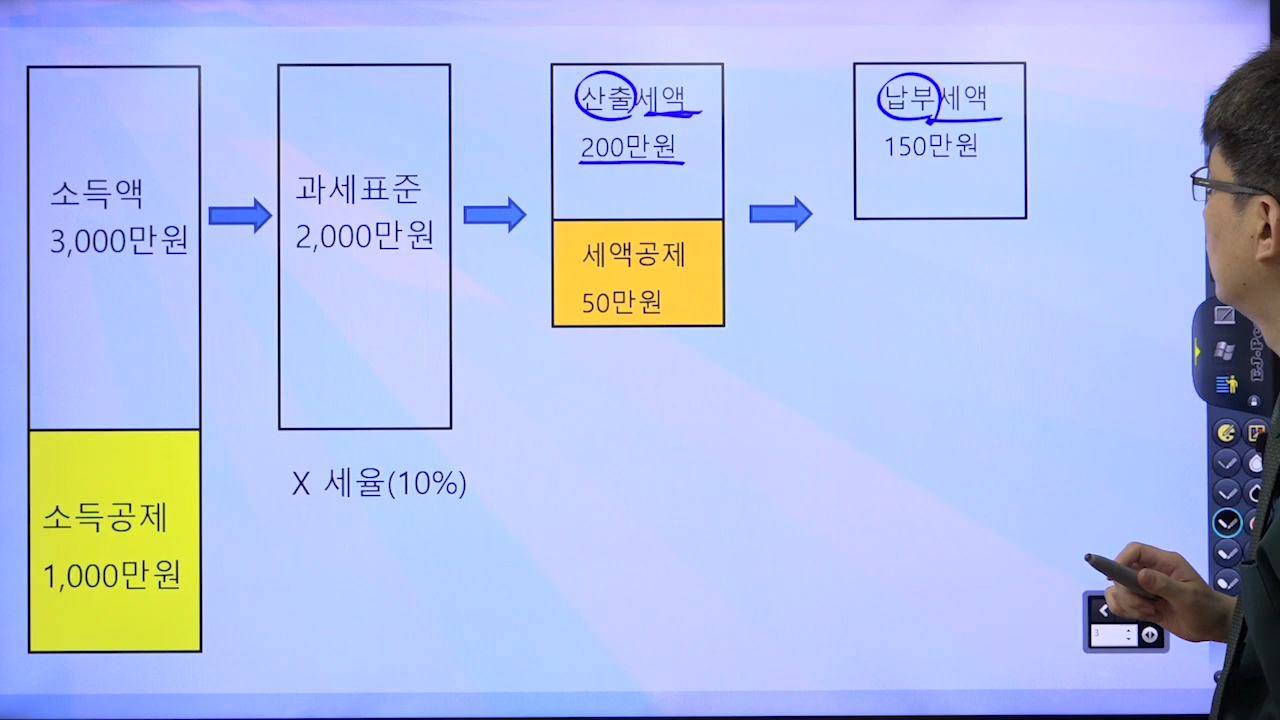 소득액
3,000만원
소득공제
1,000만원
과세표준
2,000만원
X 세율(10%)
산출세액
200만원
세액공제
50만원
납부세액
150만원
3